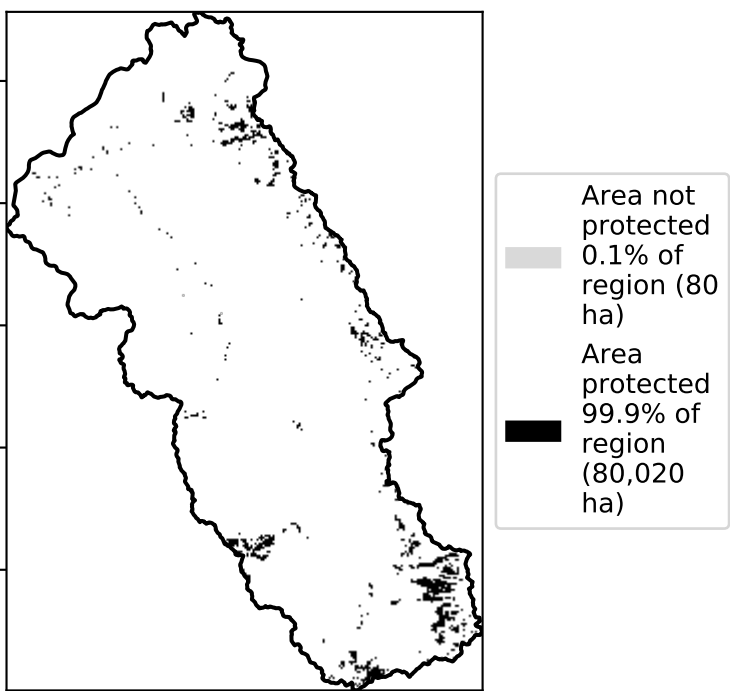 Area not
protected
0.1% of
region (80
ha)
Area
protected
99.9% of
region
(80,020
ha)